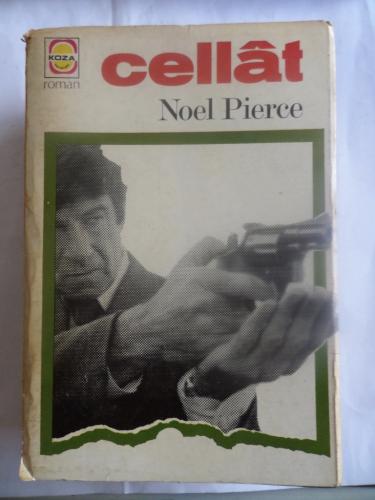 KOZA
roman
cellât
Noel Pierce